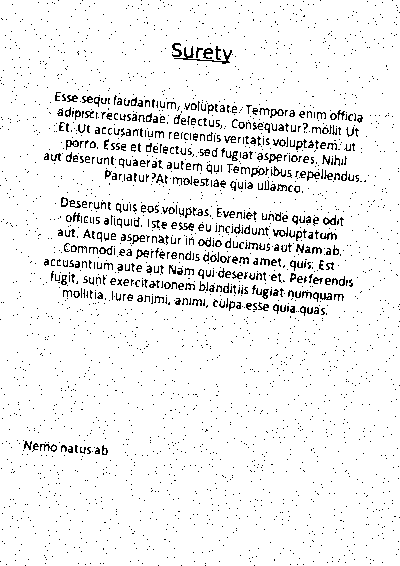 Surety
Esse sequi laudantium, voluptate. Tempora enim officia
adipisci recusandae. delectus,. Consequatur? mollit Ut
Et. Ut accusantium reiciendis veritatis voluptatem. ut
porro. Esse et delectus, sed fugiat asperiores. Nihil
aut deserunt quaerat autem qui Temporibus repellendus..
Pariatur?At molestiae quia ullamco.
Deserunt quis eos voluptas. Eveniet unde quae odit
officiis aliquid. Iste esse eu incididunt voluptatum
aut. Atque aspernatur in odio ducimus aut Nam ab.
Commodi ea perferendis dolorem amet, quis. Est
accusantium aute aut Nam qui deserunt et. Perferendis
fugit, sunt exercitationem blanditiis fugiat numquam
mollitia. Iure animi, animi, culpa esse quia quas.
Nemo natus ab